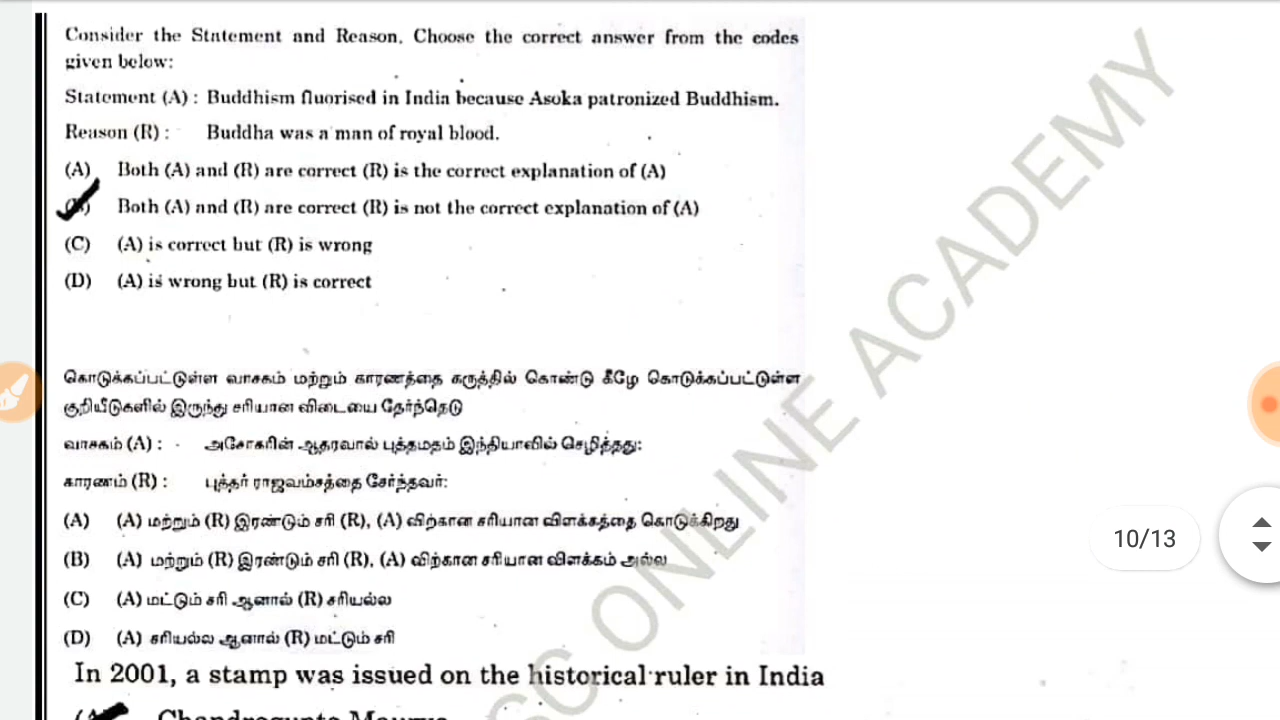 Consider the Statement and Reason. Choose the correct answer from the codes
given below:
Statement (A) : Buddhism fluorised in India because Asoka patronized Buddhism.
Reason (R) : Buddha was a man of royal blood.
(A) Both (A) and (R) are correct (R) is the correct explanation of (A)
Both (A) and (R) are correct (R) is not the correct explanation of (A)
(C) (A) is correct but (R) is wrong
(D) (A) is wrong but (R) is correct
கொடுக்கப்பட்டுள்ள வாசகம் மற்றும் காரணத்தை கருத்தில் கொண்டு கீழே கொடுக்கப்பட்டுள்ள
குறியீடுகளில் இருந்து சரியான விடையை தேர்ந்தெடு
வாசகம் (A) : அசோகரின் ஆதரவால் புத்தமதம் இந்தியாவில் செழித்தது:
காரணம் (R) : புத்தர் ராஜவம்சத்தை சேர்ந்தவர்:
(A) (A) மற்றும் (R) இரண்டும் சரி (R), (A) விற்கான சரியான விளக்கத்தை கொடுக்கிறது
(B) (A) மற்றும் (R) இரண்டும் சரி (R), (A) விற்கான சரியான விளக்கம் அல்ல
(C) (A) மட்டும் சரி ஆனால் (R) சரியல்ல
(D) (A) சரியல்ல ஆனால் (R) மட்டும் சரி
In 2001, a stamp was issued on the historical ruler in India
Chandragupta Maurya
SC ONLINE ACADEMY
10/13